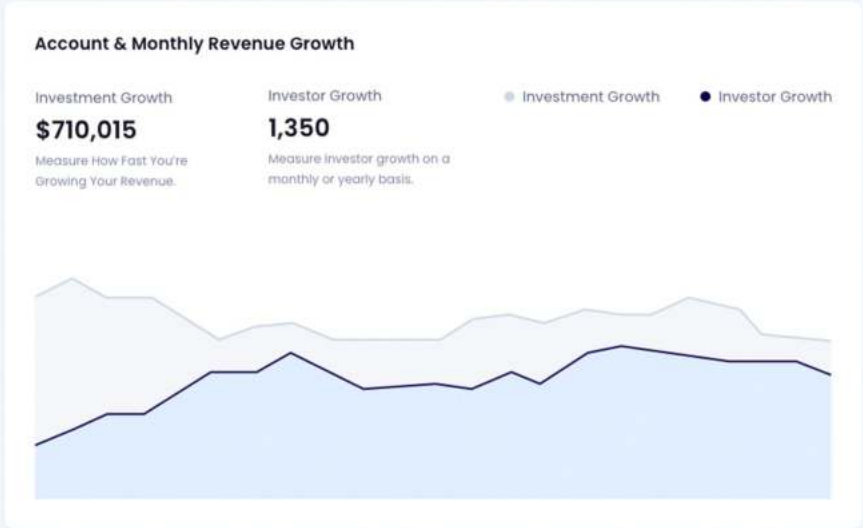 Account & Monthly Revenue Growth
Investment Growth
$710,015
Measure How Fast You're
Growing Your Revenue.
Investor Growth
1,350
Measure investor growth on a
monthly or yearly basis.
Investment Growth
Investor Growth